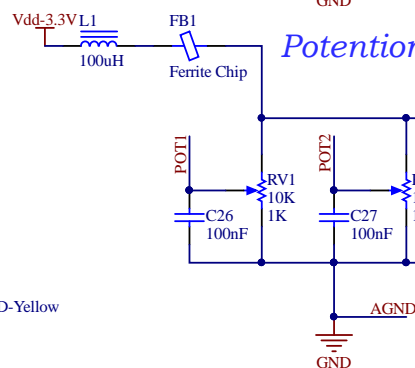 GND
Vdd-3.3V
L1
FB1
Potention
100uH
Ferrite Chip
POT1
POT2
RV1
10K
1K
C26
100nF
C27
100nF
D-Yellow
AGND
GND